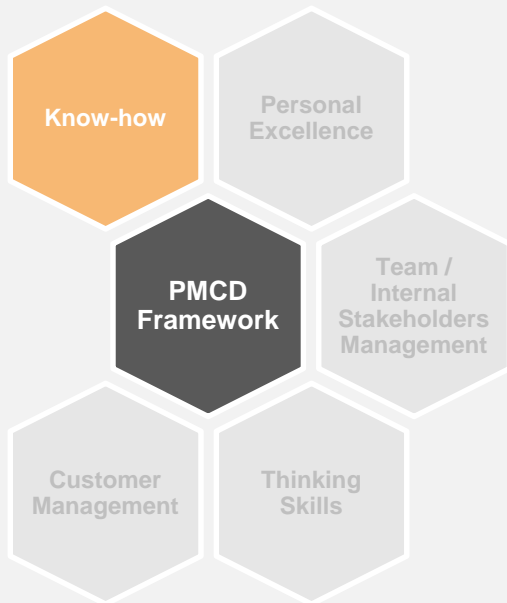 Know-how
Personal
Excellence
PMCD
Framework
Team /
Internal
Stakeholders
Management
Customer
Management
Thinking
Skills